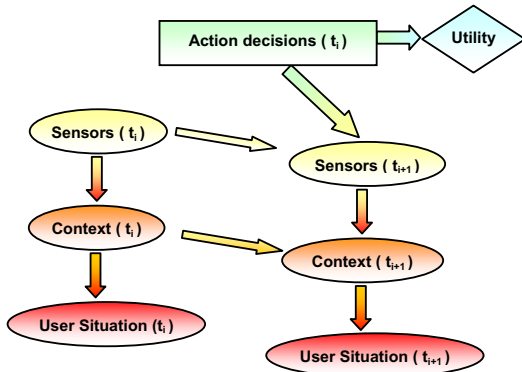 Action decisions ( tᵢ )
Utility
Sensors ( tᵢ )
Sensors ( tᵢ₊₁ )
Context ( tᵢ )
Context ( tᵢ₊₁ )
User Situation (tᵢ )
User Situation ( tᵢ₊₁ )